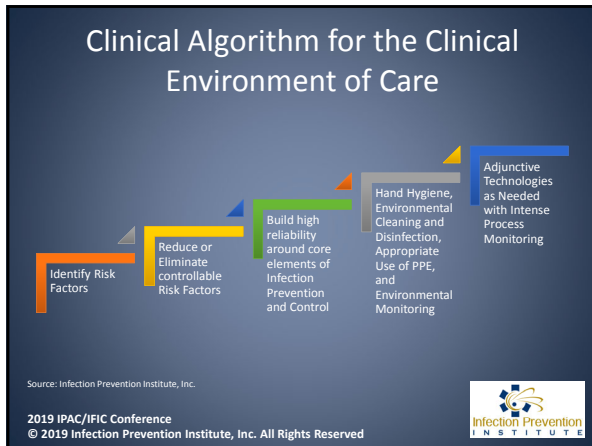 Clinical Algorithm for the Clinical
Environment of Care
Identify Risk
Factors
Reduce or
Eliminate
controllable
Risk Factors
Build high
reliability
around core
elements of
Infection
Prevention
and Control
Hand Hygiene,
Environmental
Cleaning and
Disinfection,
Appropriate
Use of PPE,
and
Environmental
Monitoring
Adjunctive
Technologies
as Needed
with Intense
Process
Monitoring
Source: Infection Prevention Institute, Inc.
2019 IPAC/IFIC Conference
© 2019 Infection Prevention Institute, Inc. All Rights Reserved
Infection Prevention
INSTITUTE